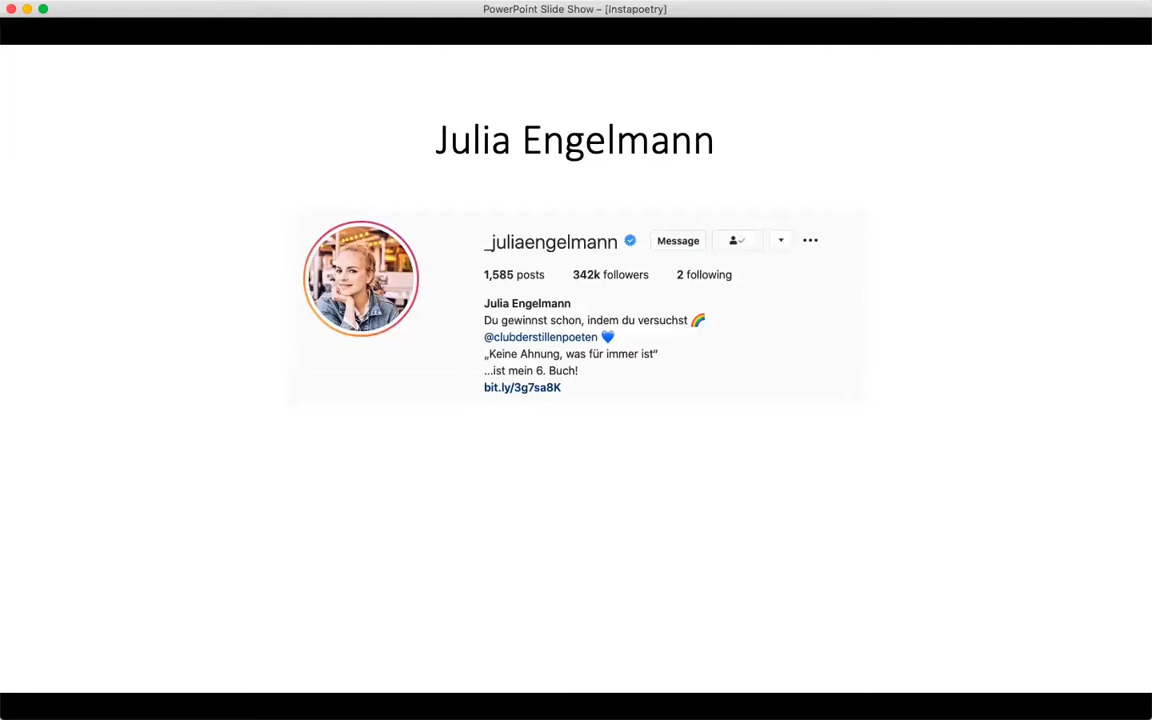 PowerPoint Slide Show – [Instapoetry]
Julia Engelmann
_juliaengelmann Message
1,585 posts 342k followers 2 following
Julia Engelmann
Du gewinnst schon, indem du versuchst 🌈
@clubderstillenpoeten 💙
„Keine Ahnung, was für immer ist“
...ist mein 6. Buch!
bit.ly/3g7sa8K